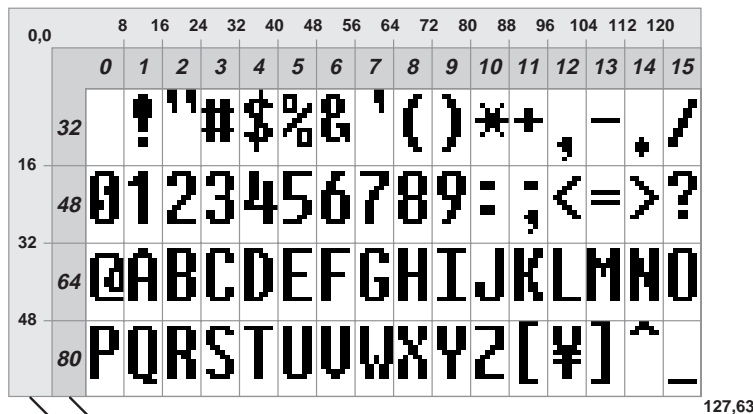 0,0 8 16 24 32 40 48 56 64 72 80 88 96 104 112 120
0 1 2 3 4 5 6 7 8 9 10 11 12 13 14 15
32 ! " # $ % & ' ( ) * + , - . /
16
48 0 1 2 3 4 5 6 7 8 9 : ; < = > ?
32
64 @ A B C D E F G H I J K L M N O
48
80 P Q R S T U V W X Y Z [ ¥ ] ^ _
127,63